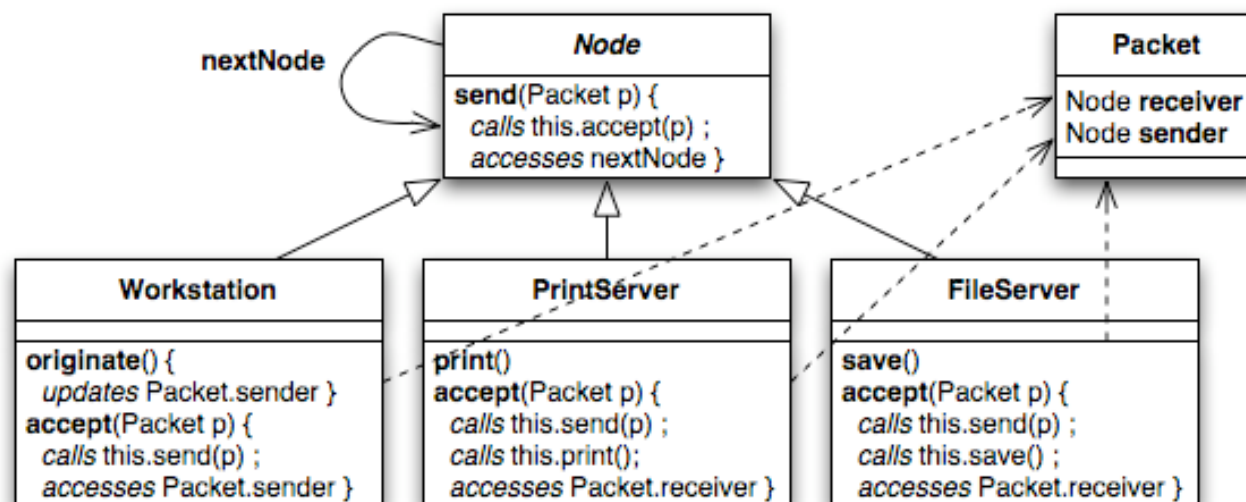 nextNode
Node
send(Packet p) {
calls this.accept(p) ;
accesses nextNode }
Packet
Node receiver
Node sender
Workstation
originate() {
updates Packet.sender }
accept(Packet p) {
calls this.send(p) ;
accesses Packet.sender }
PrintServer
print()
accept(Packet p) {
calls this.send(p) ;
calls this.print();
accesses Packet.receiver }
FileServer
save()
accept(Packet p) {
calls this.send(p) ;
calls this.save() ;
accesses Packet.receiver }